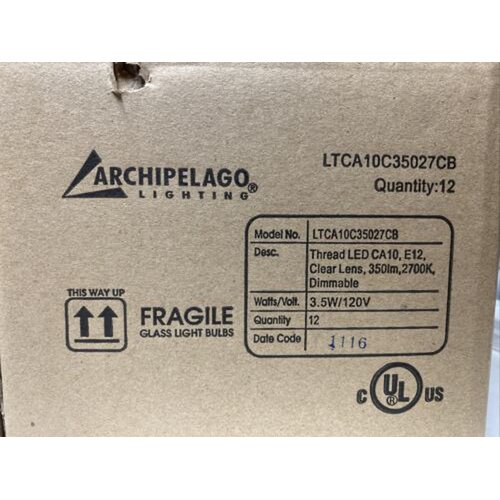 ARCHIPELAGO®
LIGHTING
LTCA10C35027CB
Quantity:12
Model No. LTCA10C35027CB
Desc. Thread LED CA10, E12,
Clear Lens, 350lm,2700K,
Dimmable
Watts/Volt. 3.5W/120V
Quantity 12
Date Code 1116
THIS WAY UP
FRAGILE
GLASS LIGHT BULBS
C UL® US